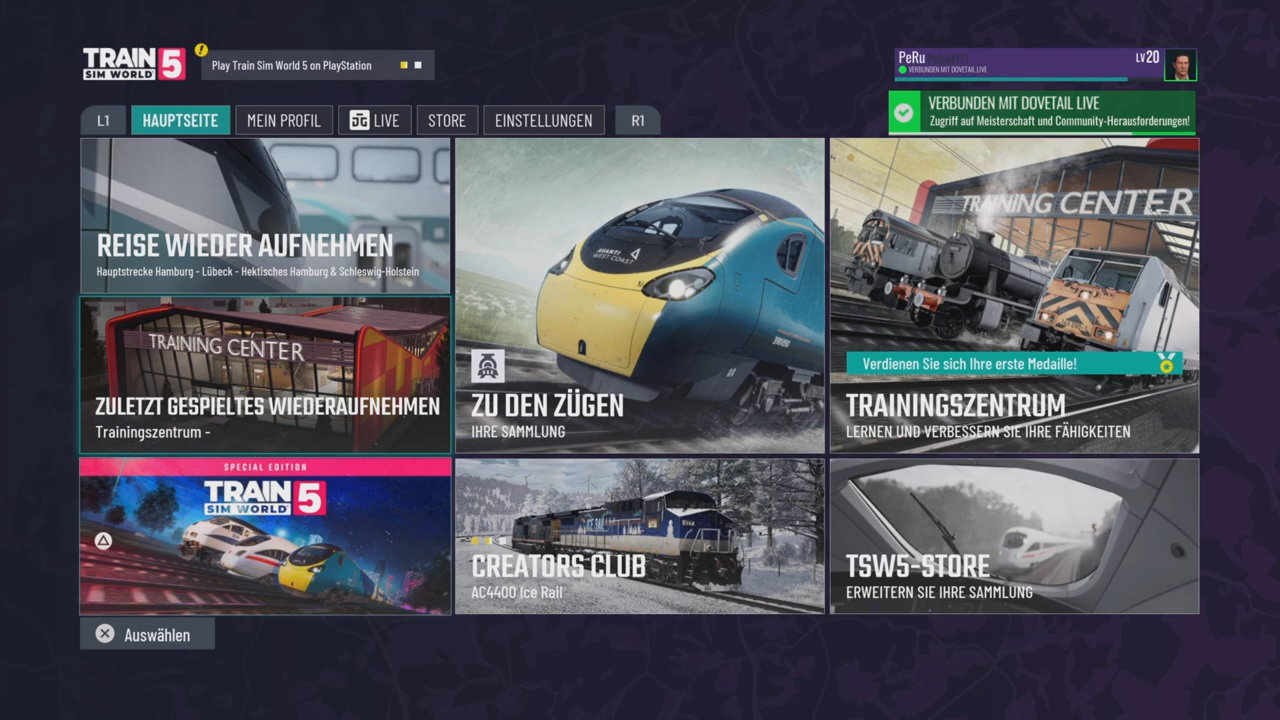 TRAIN SIM WORLD 5
Play Train Sim World 5 on PlayStation
PeRu
LV 20
VERBUNDEN MIT DOVETAIL LIVE
VERBUNDEN MIT DOVETAIL LIVE
Zugriff auf Meisterschaft und Community-Herausforderungen!
L1
HAUPTSEITE
MEIN PROFIL
LIVE
STORE
EINSTELLUNGEN
R1
REISE WIEDER AUFNEHMEN
Hauptstrecke Hamburg - Lübeck - Hektisches Hamburg & Schleswig-Holstein
TRAINING CENTER
ZULETZT GESPIELTES WIEDERAUFNEHMEN
Trainingszentrum -
AVANTI
WEST COAST
390050
ZU DEN ZÜGEN
IHRE SAMMLUNG
TRAINING CENTER
Verdienen Sie sich Ihre erste Medaille!
TRAININGSZENTRUM
LERNEN UND VERBESSERN SIE IHRE FÄHIGKEITEN
SPECIAL EDITION
TRAIN SIM WORLD 5
CREATORS CLUB
AC4400 Ice Rail
TSW5-STORE
ERWEITERN SIE IHRE SAMMLUNG
Auswählen